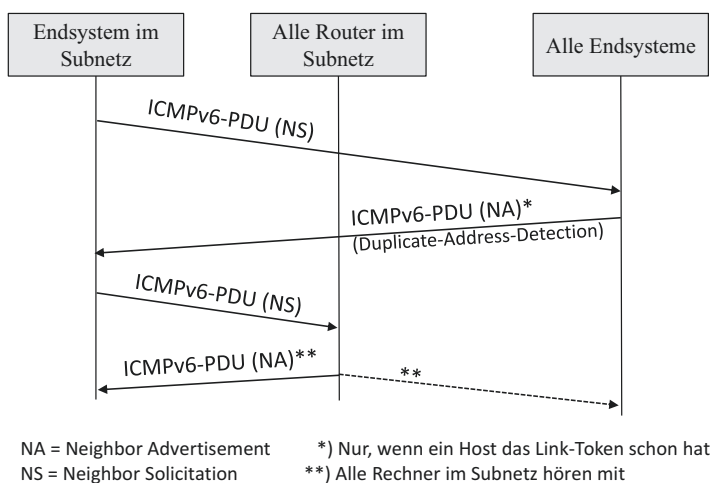 Endsystem im
Subnetz
Alle Router im
Subnetz
Alle Endsysteme
ICMPv6-PDU (NS)
ICMPv6-PDU (NA)*
(Duplicate-Address-Detection)
ICMPv6-PDU (NS)
ICMPv6-PDU (NA)**
**
NA = Neighbor Advertisement *) Nur, wenn ein Host das Link-Token schon hat
NS = Neighbor Solicitation **) Alle Rechner im Subnetz hören mit